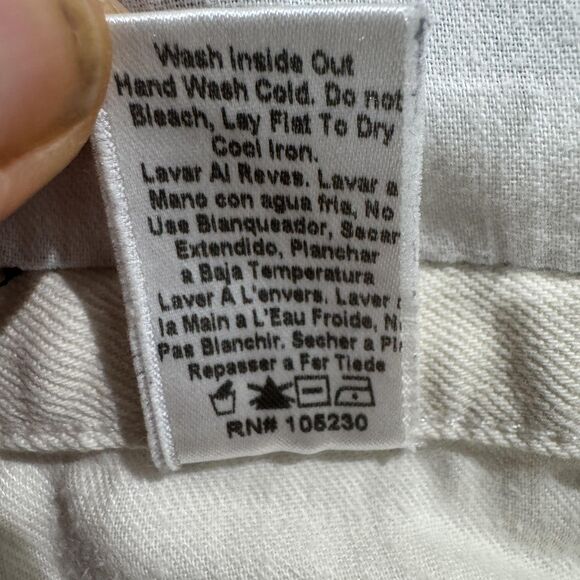 Wash Inside Out
Hand Wash Cold. Do not
Bleach, Lay Flat To Dry
Cool Iron.
Lavar Al Reves. Lavar a
Mano con agua fria, No
Use Blanqueador, Secar
Extendido, Planchar
a Baja Temperatura
Laver A L'envers. Laver
la Main a L'Eau Froide, N
Pas Blanchir. Secher a Pl
Repasser a Fer Tiede
RN# 105230